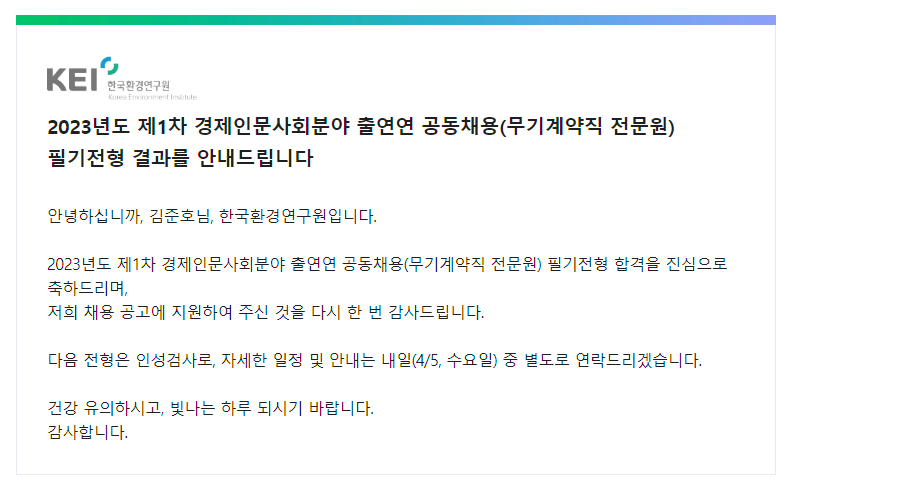 KEI 한국환경연구원
Korea Environment Institute
2023년도 제1차 경제인문사회분야 출연연 공동채용(무기계약직 전문원)
필기전형 결과를 안내드립니다
안녕하십니까, 김준호님, 한국환경연구원입니다.
2023년도 제1차 경제인문사회분야 출연연 공동채용(무기계약직 전문원) 필기전형 합격을 진심으로
축하드리며,
저희 채용 공고에 지원하여 주신 것을 다시 한 번 감사드립니다.
다음 전형은 인성검사로, 자세한 일정 및 안내는 내일(4/5, 수요일) 중 별도로 연락드리겠습니다.
건강 유의하시고, 빛나는 하루 되시기 바랍니다.
감사합니다.